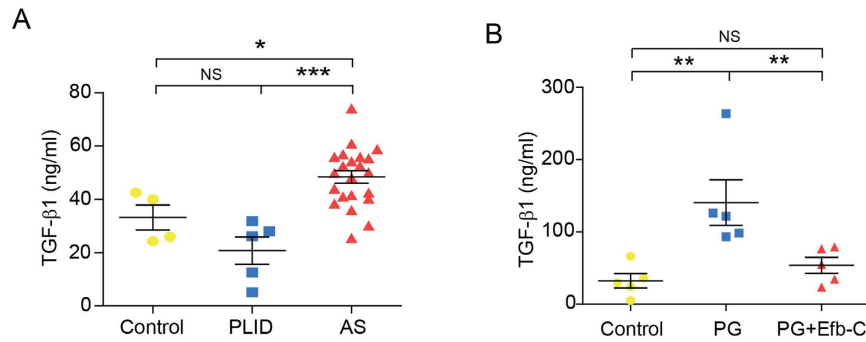 A
*
NS
***
80
60
40
20
0
TGF-β1 (ng/ml)
Control
PLID
AS
B
NS
**
**
300
200
100
0
TGF-β1 (ng/ml)
Control
PG
PG+Efb-C